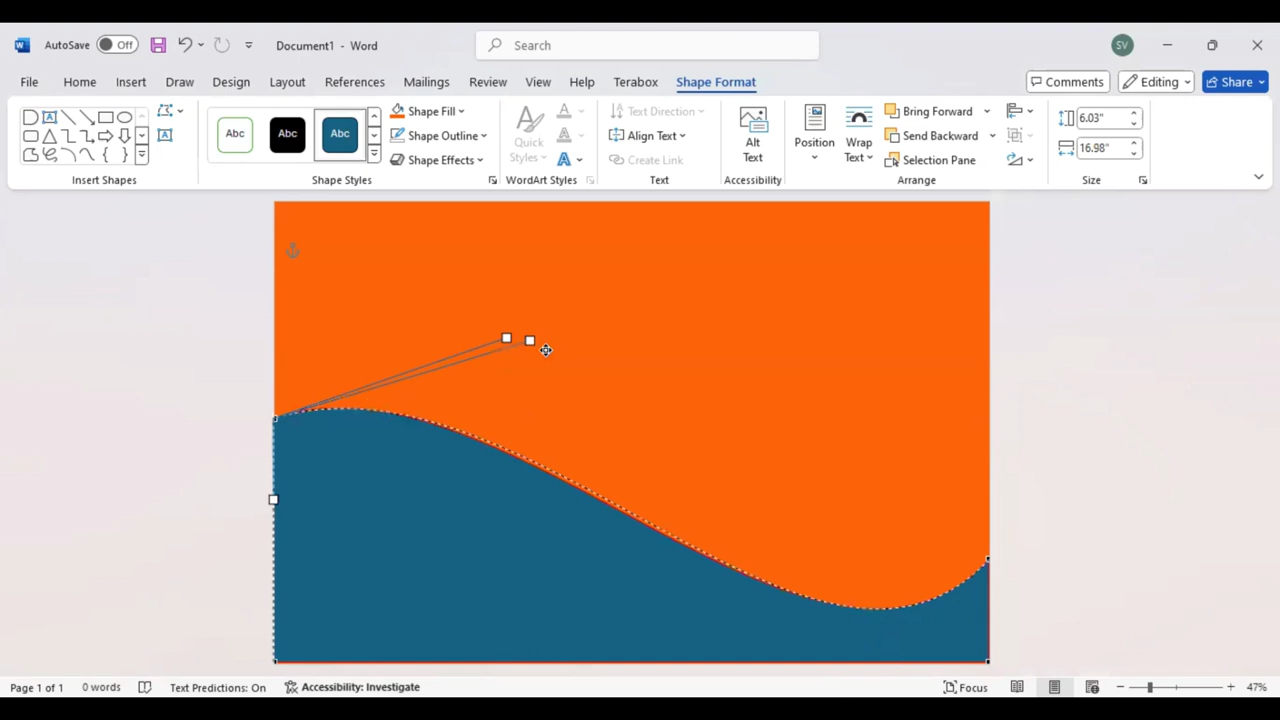 AutoSave Off Document1 - Word Search SV
File Home Insert Draw Design Layout References Mailings Review View Help Terabox Shape Format Comments Editing Share
Abc Abc Abc
Shape Fill
Shape Outline
Shape Effects
Quick
Styles
A
A
A
Text Direction
Align Text
Create Link
Alt
Text
Position
Wrap
Text
Bring Forward
Send Backward
Selection Pane
6.03"
16.98"
Insert Shapes Shape Styles WordArt Styles Text Accessibility Arrange Size
Page 1 of 1 0 words Text Predictions: On Accessibility: Investigate Focus 47%